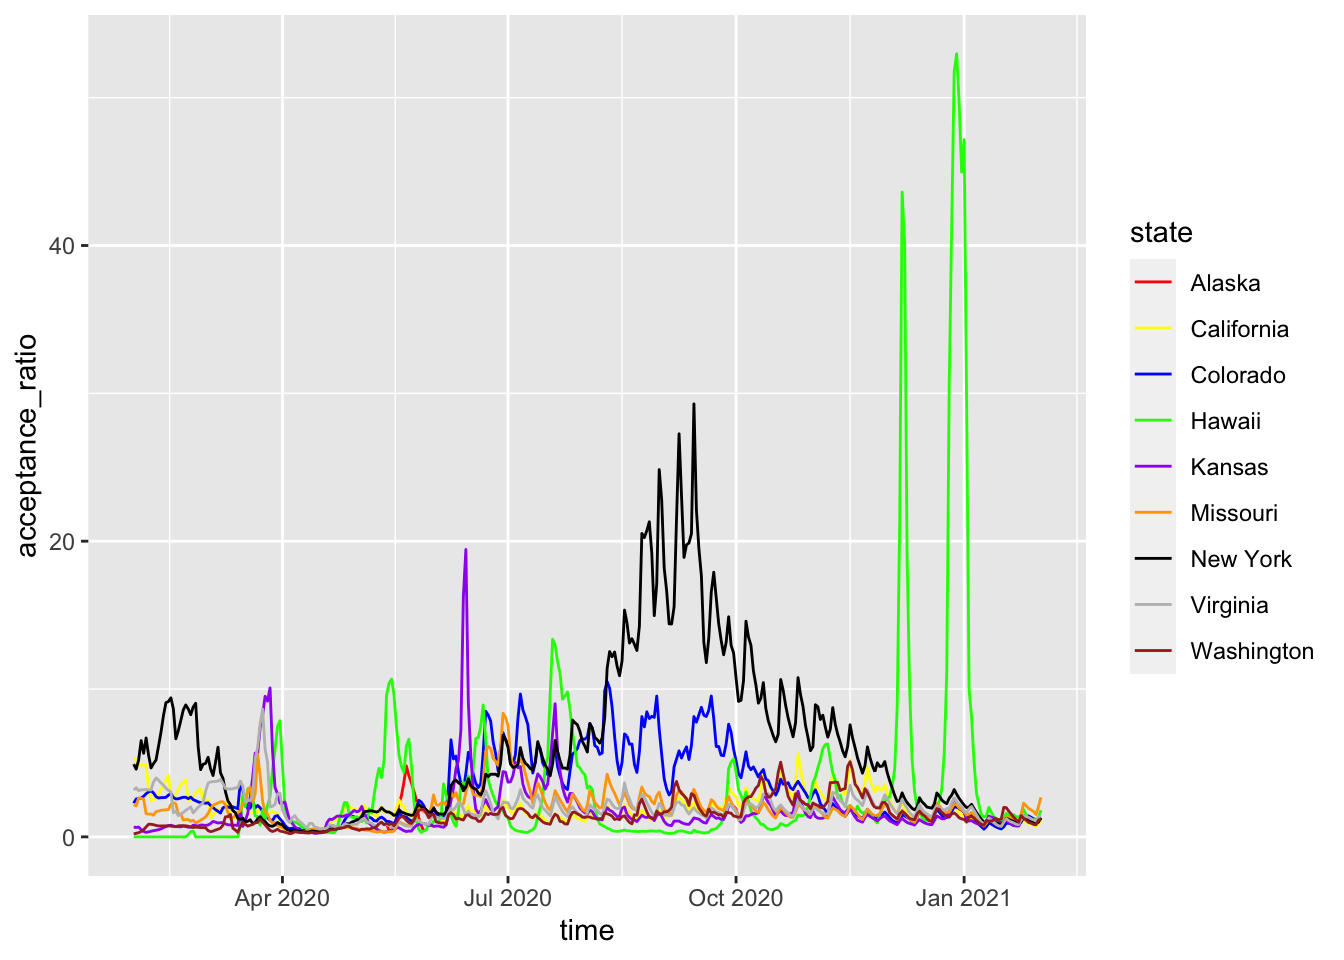 acceptance_ratio
40
20
0
Apr 2020
Jul 2020
Oct 2020
Jan 2021
time
state
Alaska
California
Colorado
Hawaii
Kansas
Missouri
New York
Virginia
Washington